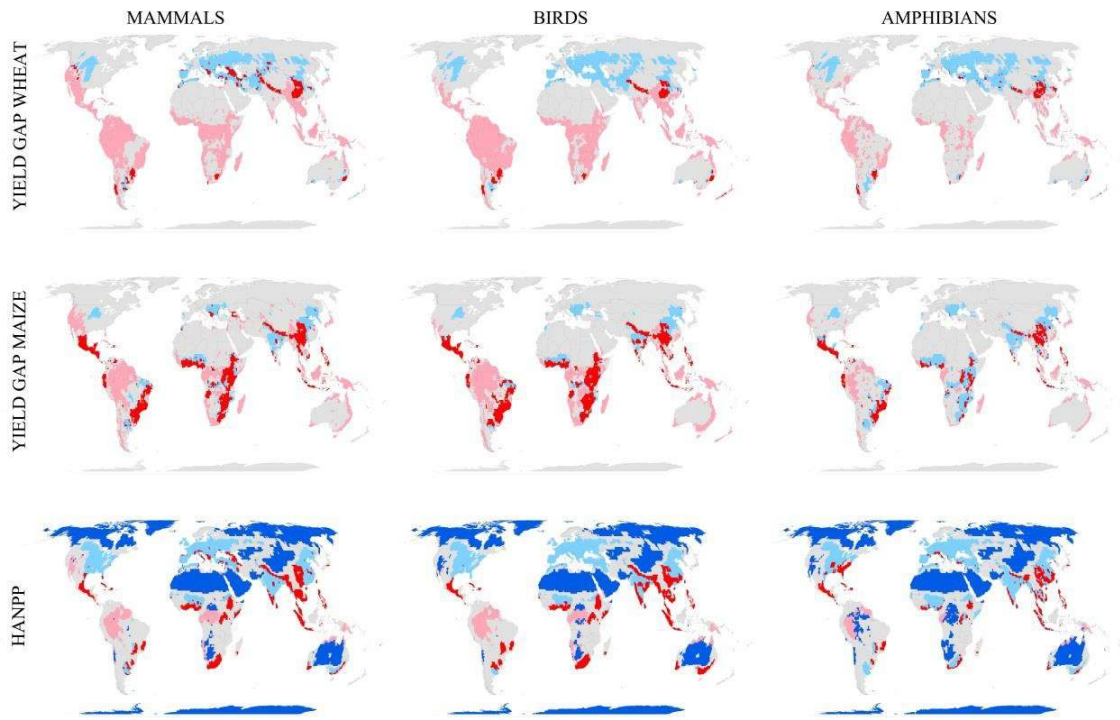 MAMMALS
BIRDS
AMPHIBIANS
YIELD GAP WHEAT
YIELD GAP MAIZE
HANPP